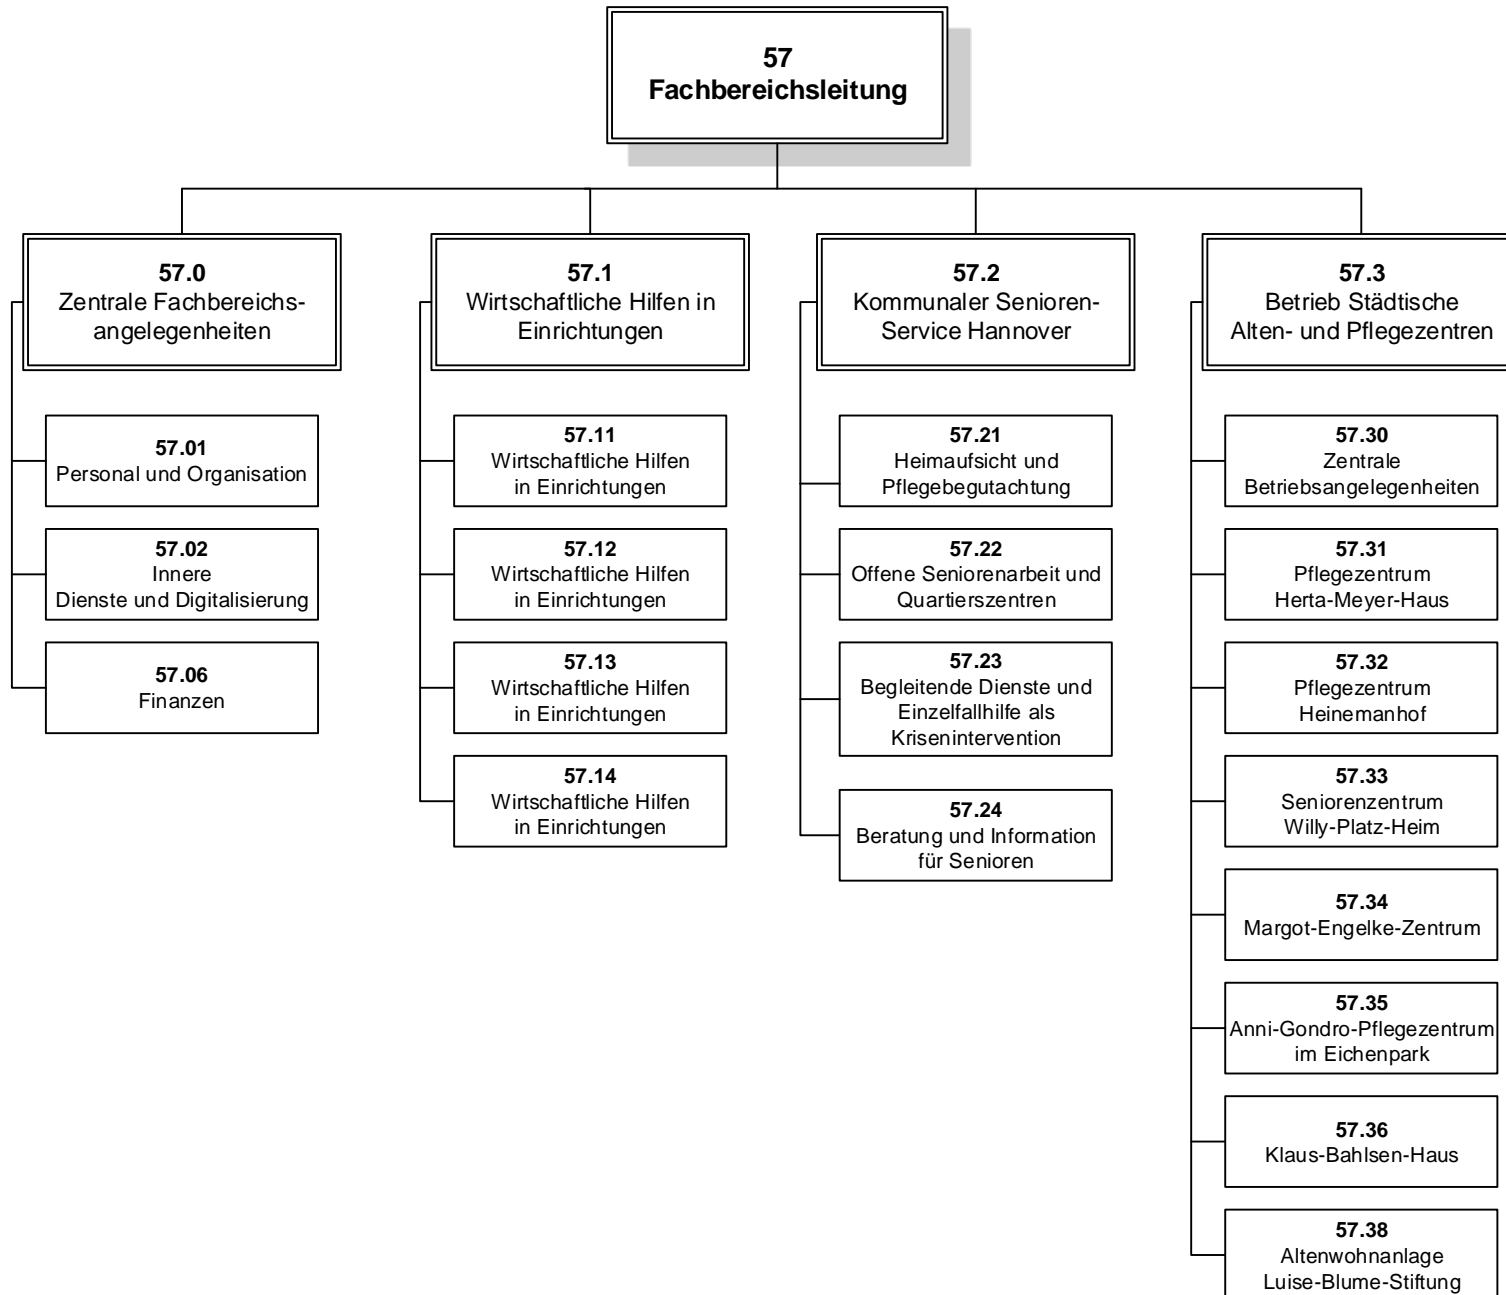 57
Fachbereichsleitung
57.0
Zentrale Fachbereichs-
angelegenheiten
57.01
Personal und Organisation
57.02
Innere
Dienste und Digitalisierung
57.06
Finanzen
57.1
Wirtschaftliche Hilfen in
Einrichtungen
57.11
Wirtschaftliche Hilfen
in Einrichtungen
57.12
Wirtschaftliche Hilfen
in Einrichtungen
57.13
Wirtschaftliche Hilfen
in Einrichtungen
57.14
Wirtschaftliche Hilfen
in Einrichtungen
57.2
Kommunaler Senioren-
Service Hannover
57.21
Heimaufsicht und
Pflegebegutachtung
57.22
Offene Seniorenarbeit und
Quartierszentren
57.23
Begleitende Dienste und
Einzelfallhilfe als
Krisenintervention
57.24
Beratung und Information
für Senioren
57.3
Betrieb Städtische
Alten- und Pflegezentren
57.30
Zentrale
Betriebsangelegenheiten
57.31
Pflegezentrum
Herta-Meyer-Haus
57.32
Pflegezentrum
Heinemanhof
57.33
Seniorenzentrum
Willy-Platz-Heim
57.34
Margot-Engelke-Zentrum
57.35
Anni-Gondro-Pflegezentrum
im Eichenpark
57.36
Klaus-Bahlsen-Haus
57.38
Altenwohnanlage
Luise-Blume-Stiftung